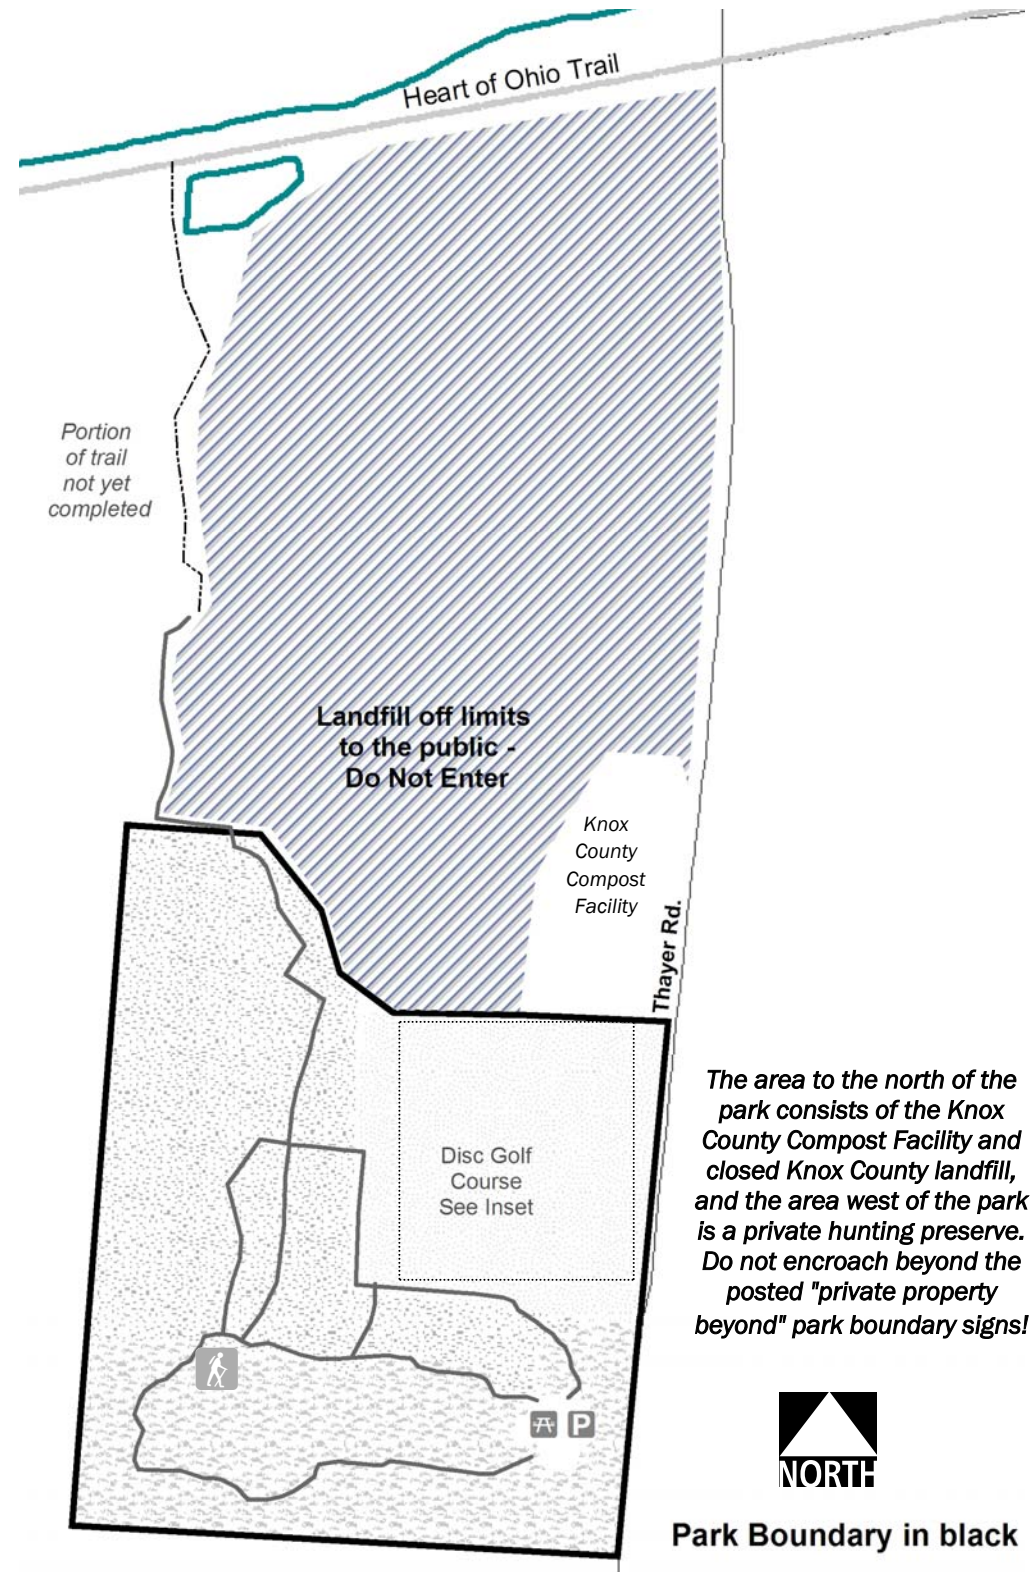 Heart of Ohio Trail
Portion
of trail
not yet
completed
Landfill off limits
to the public -
Do Not Enter
Knox
County
Compost
Facility
Thayer Rd.
Disc Golf
Course
See Inset
The area to the north of the
park consists of the Knox
County Compost Facility and
closed Knox County landfill,
and the area west of the park
is a private hunting preserve.
Do not encroach beyond the
posted "private property
beyond" park boundary signs!
P
NORTH
Park Boundary in black